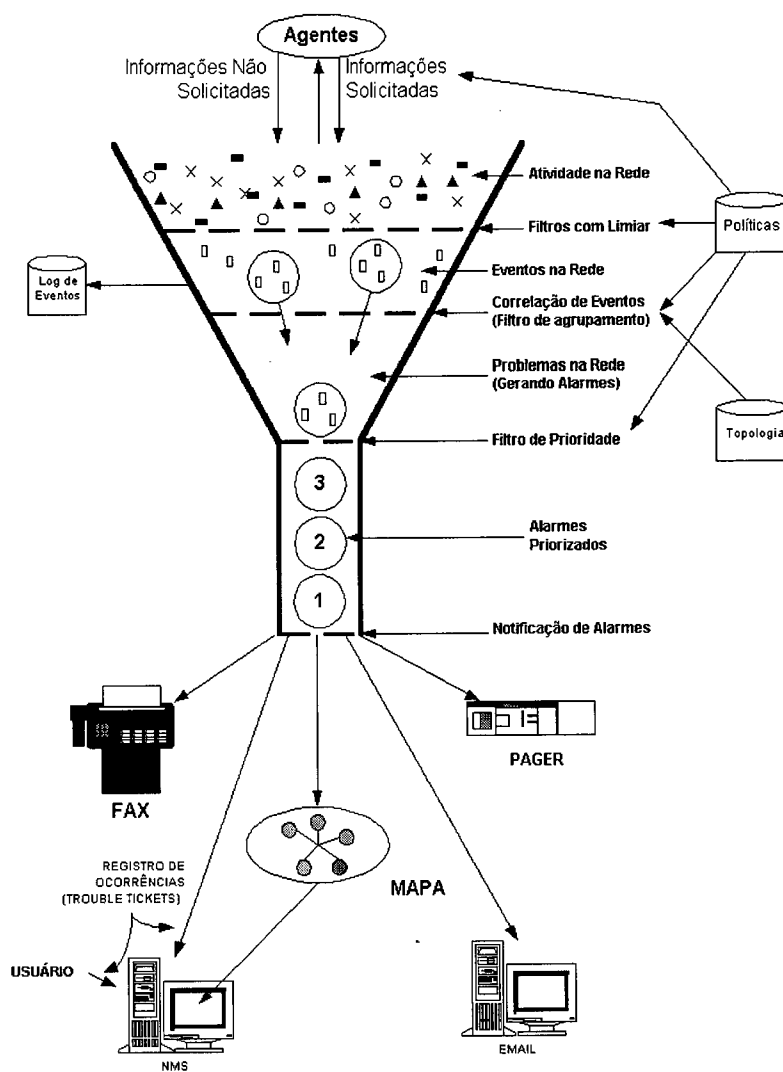 Agentes
Informações Não
Solicitadas
Informações
Solicitadas
Atividade na Rede
Filtros com Limiar
Políticas
Eventos na Rede
Log de
Eventos
Correlação de Eventos
(Filtro de agrupamento)
Problemas na Rede
(Gerando Alarmes)
Filtro de Prioridade
Topologia
3
2
1
Alarmes
Priorizados
Notificação de Alarmes
FAX
PAGER
MAPA
REGISTRO DE
OCORRÊNCIAS
(TROUBLE TICKETS)
USUÁRIO
NMS
EMAIL